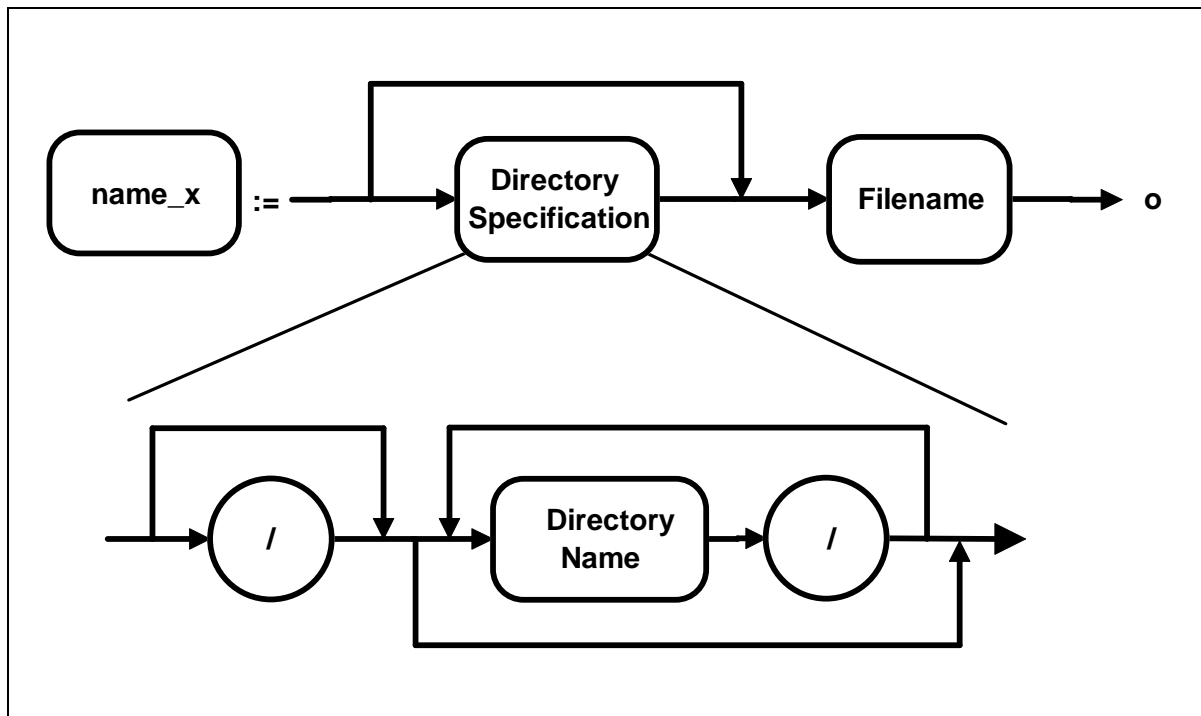 name_x
:=
Directory
Specification
Filename
o
/
Directory
Name
/